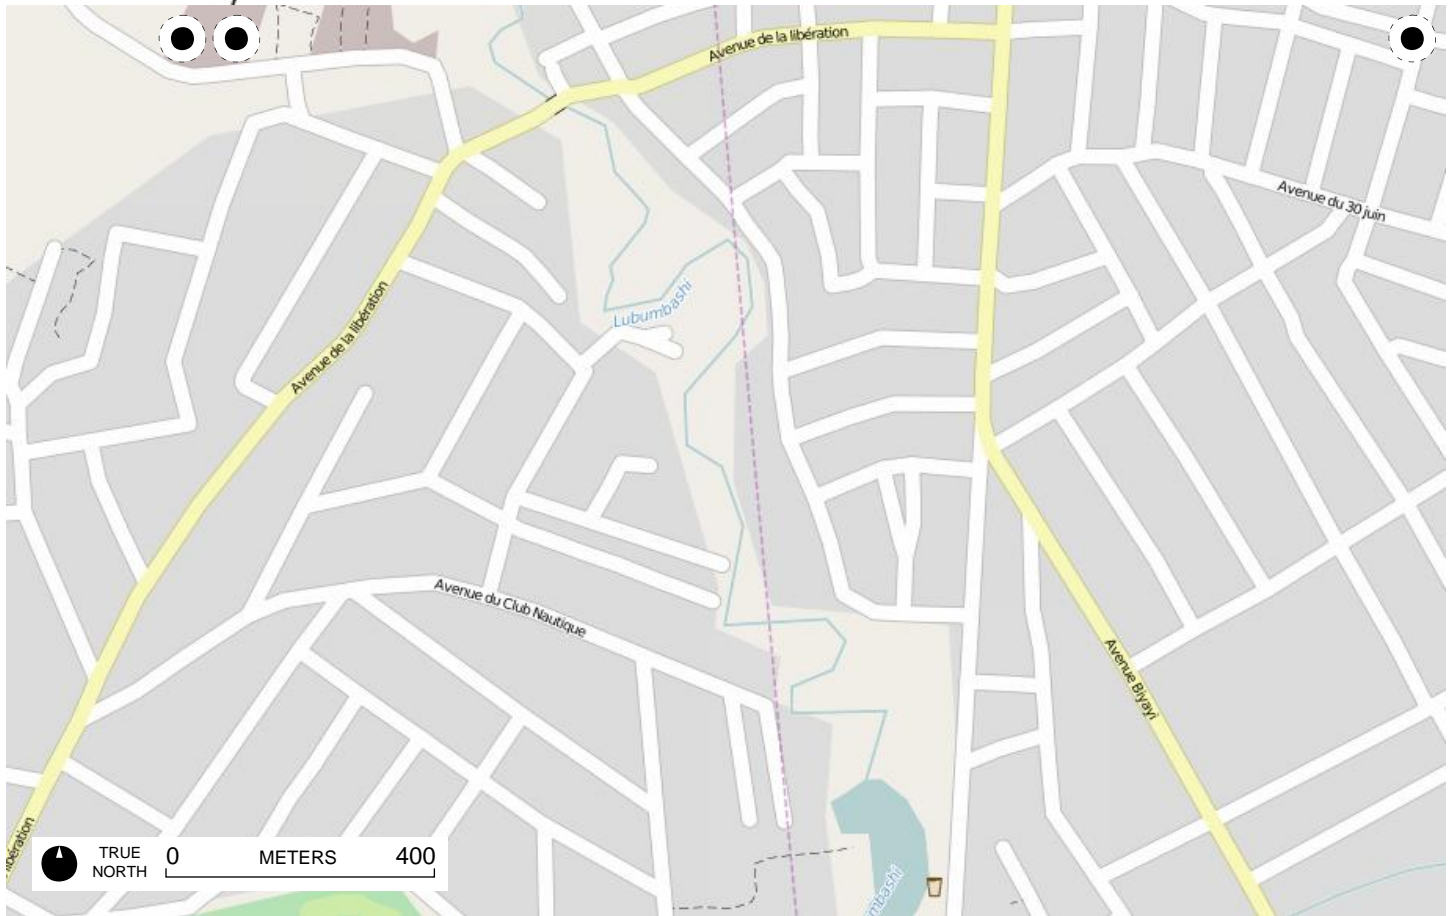 Avenue de la libération
Avenue du 30 juin
Lubumbashi
Avenue de la libération
Avenue du Club Nautique
Avenue Biyayi
libération
TRUE NORTH
0 METERS 400
mbashi